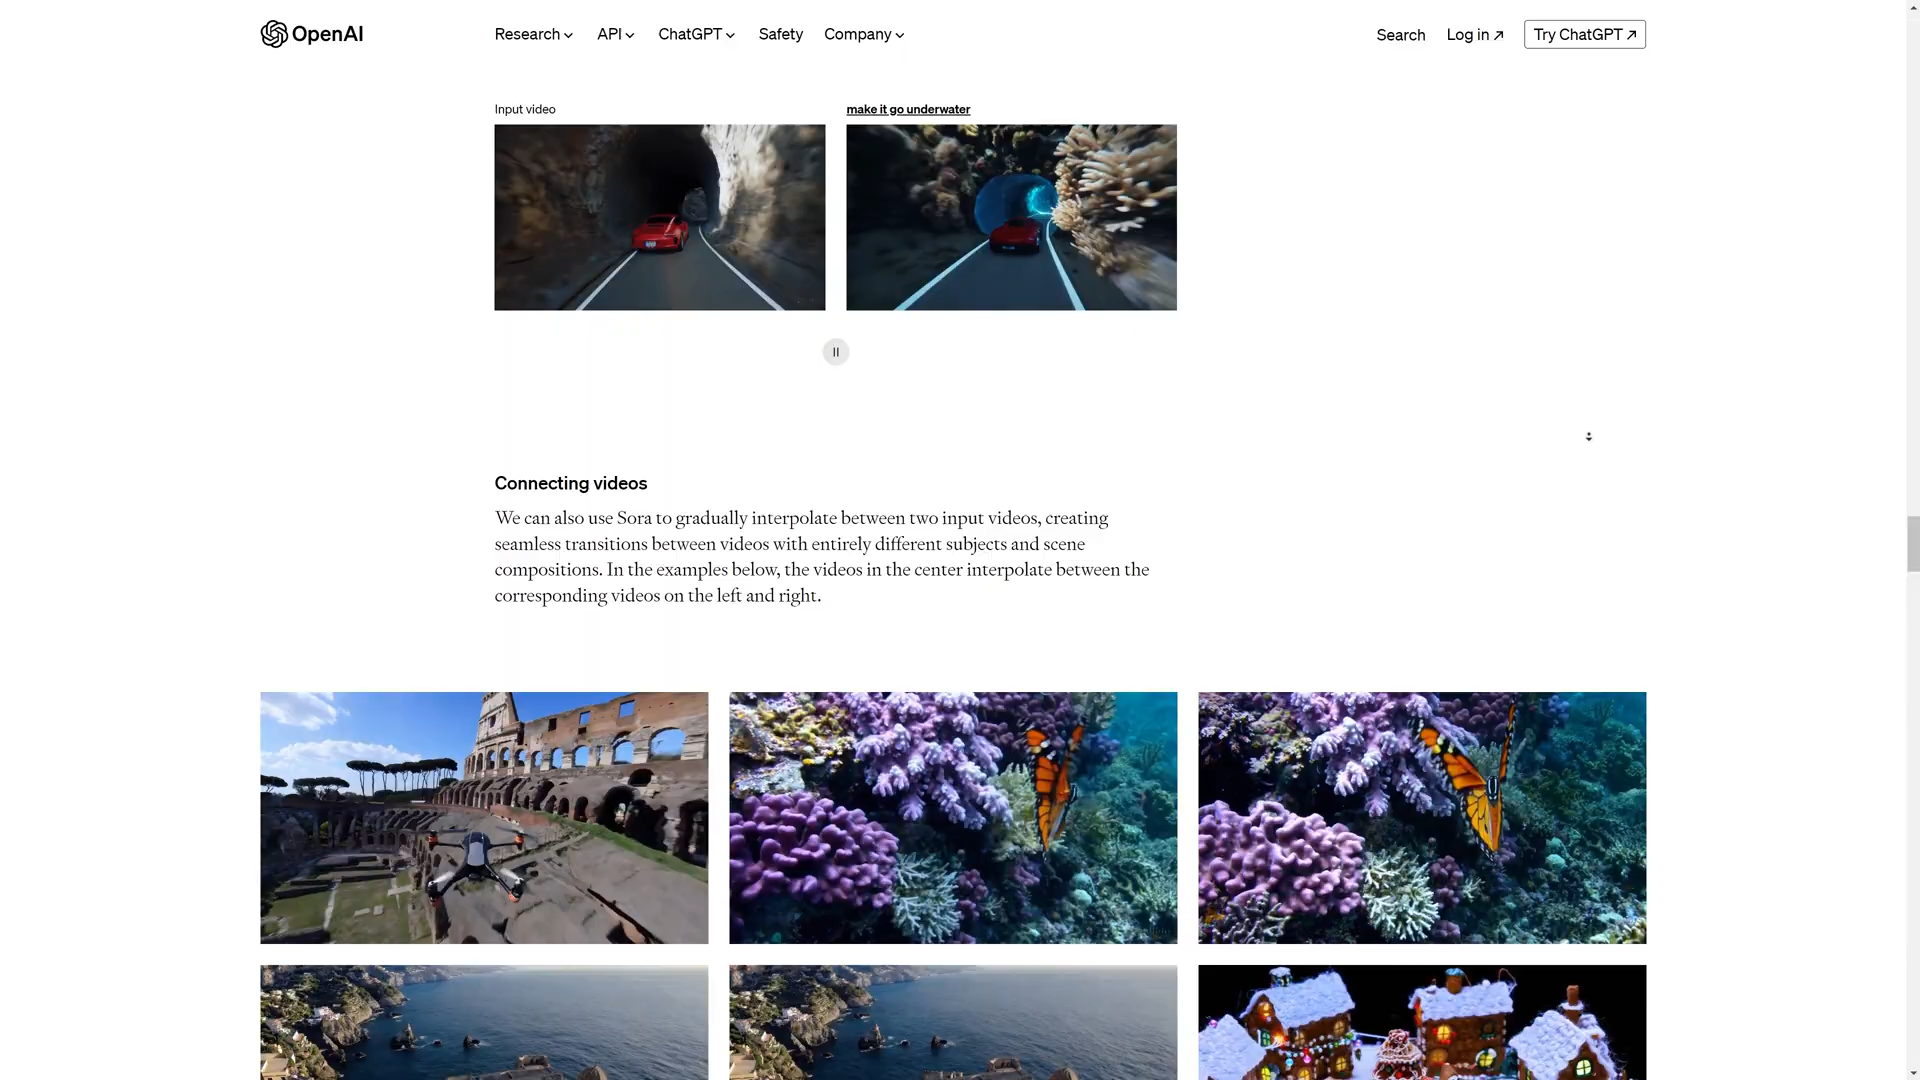 OpenAI
Research API ChatGPT Safety Company
Search Log in Try ChatGPT
Input video
make it go underwater
Connecting videos
We can also use Sora to gradually interpolate between two input videos, creating
seamless transitions between videos with entirely different subjects and scene
compositions. In the examples below, the videos in the center interpolate between the
corresponding videos on the left and right.